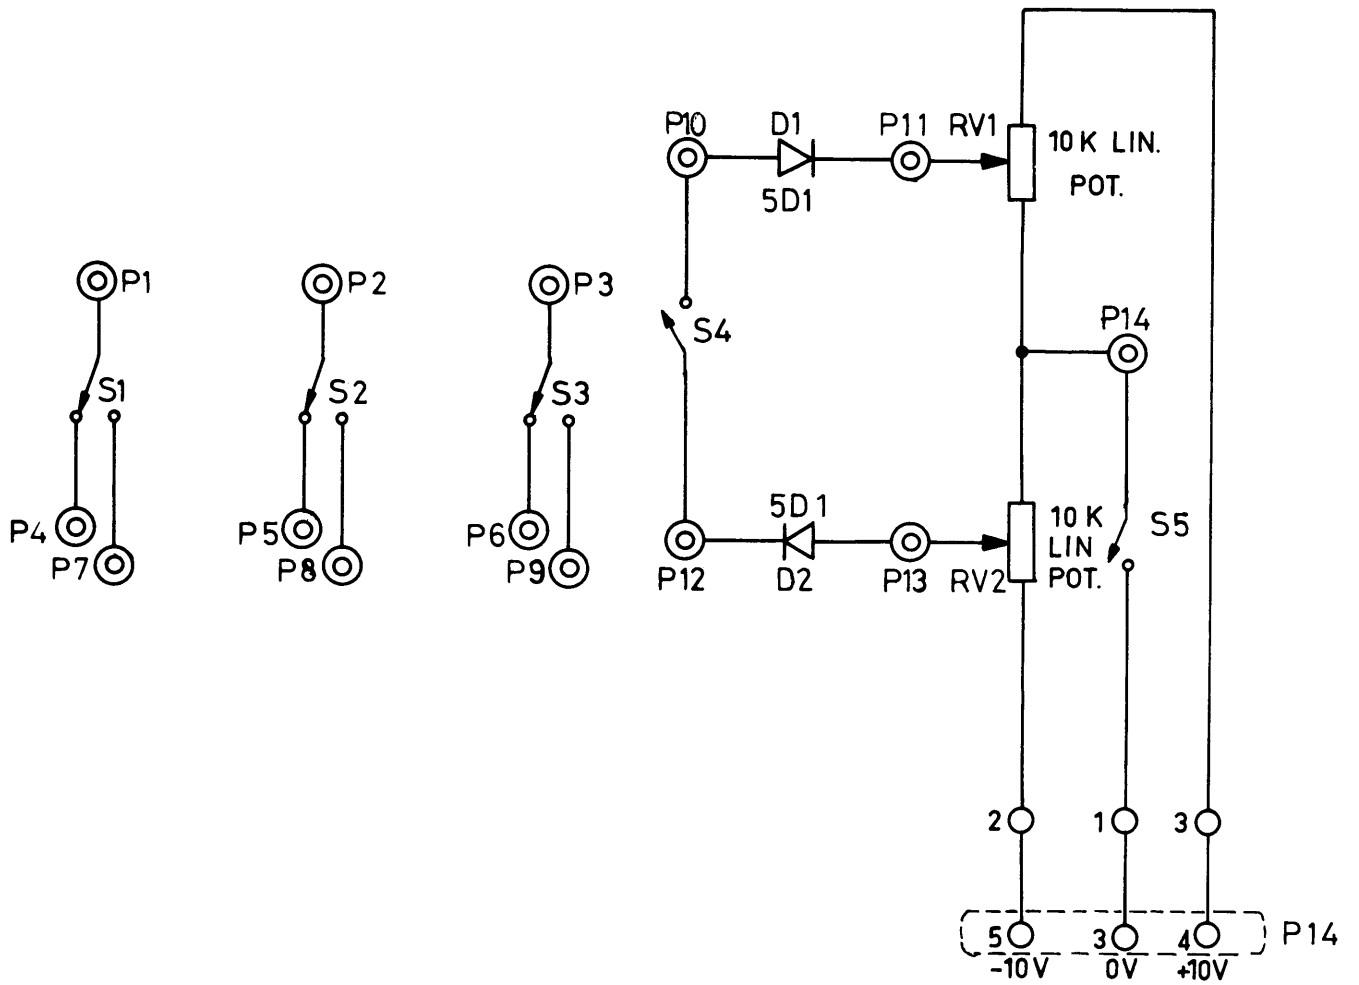 P10 D1 P11 RV1
10K LIN.
POT.
5D1
P1 P2 P3
P14
S4
S1 S2 S3
5D1 10K
LIN
POT.
S5
P4 P5 P6
P7 P8 P9
P12 D2 P13 RV2
2 1 3
5 3 4 P14
-10V 0V +10V